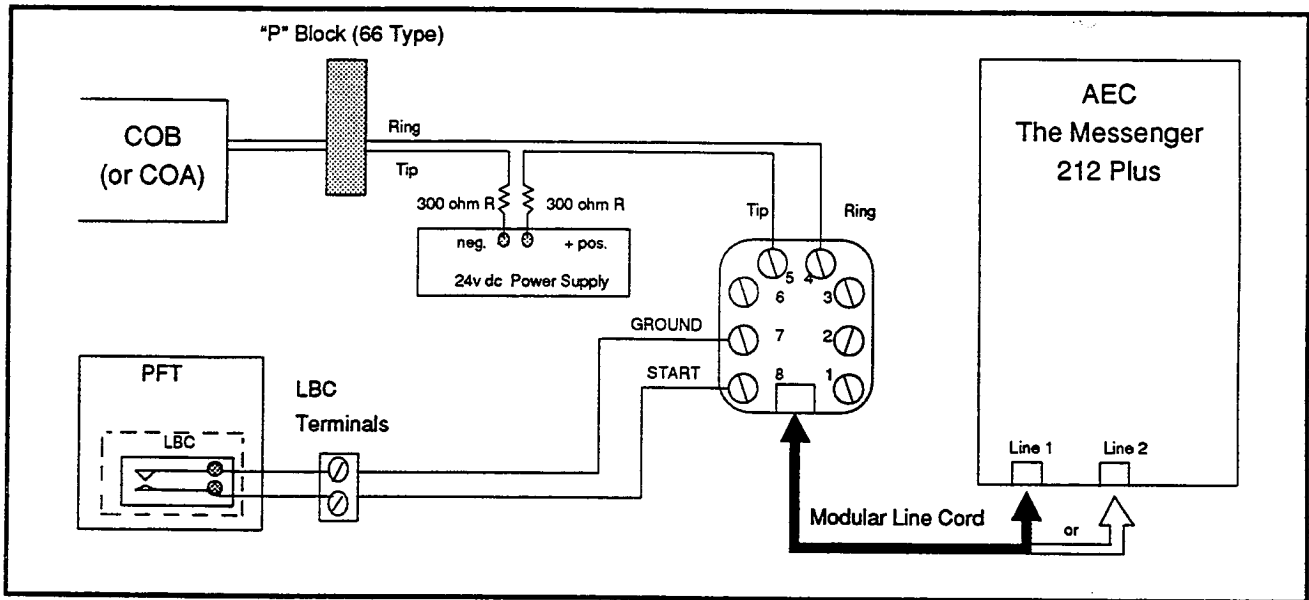 "P" Block (66 Type)
COB
(or COA)
Ring
Tip
300 ohm R
300 ohm R
neg.
+ pos.
24v dc Power Supply
AEC
The Messenger
212 Plus
Tip
Ring
5
4
6
3
GROUND
7
2
START
8
1
PFT
LBC
LBC
Terminals
Line 1
Line 2
Modular Line Cord
or